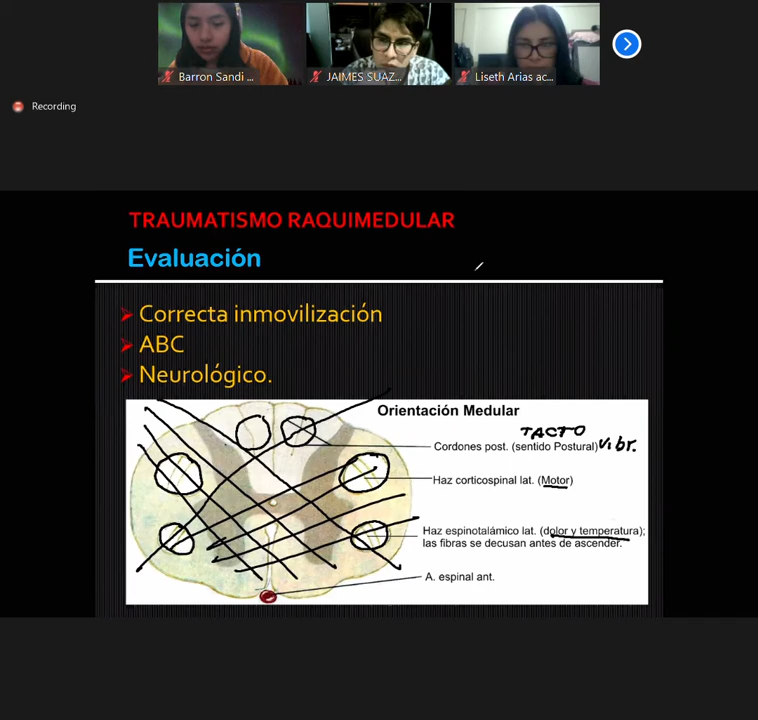 Barron Sandi ...
JAIMES SUAZ...
Liseth Arias ac...
Recording
TRAUMATISMO RAQUIMEDULAR
Evaluación
Correcta inmovilización
ABC
Neurológico.
Orientación Medular
TACTO
Cordones post. (sentido Postural) vibr.
Haz corticospinal lat. (Motor)
Haz espinotalámico lat. (dolor y temperatura);
las fibras se decusan antes de ascender.
A. espinal ant.